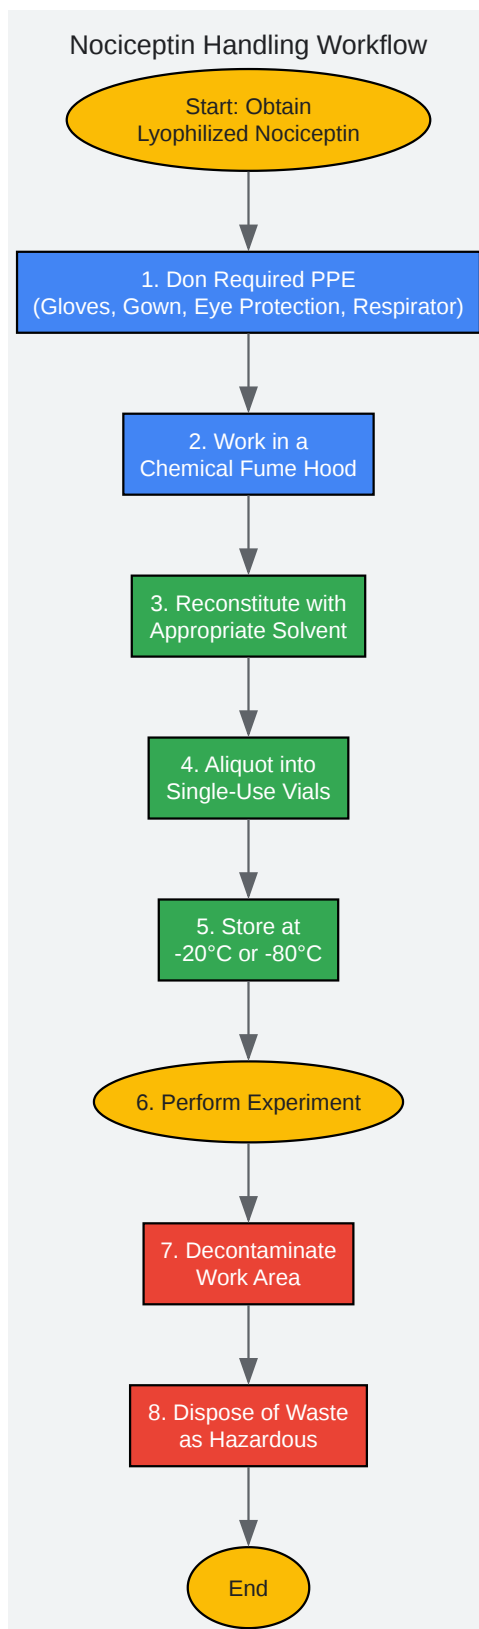 Nociceptin Handling Workflow
Start: Obtain
Lyophilized Nociceptin
1. Don Required PPE
(Gloves, Gown, Eye Protection, Respirator)
2. Work in a
Chemical Fume Hood
3. Reconstitute with
Appropriate Solvent
4. Aliquot into
Single-Use Vials
5. Store at
-20°C or -80°C
6. Perform Experiment
7. Decontaminate
Work Area
8. Dispose of Waste
as Hazardous
End